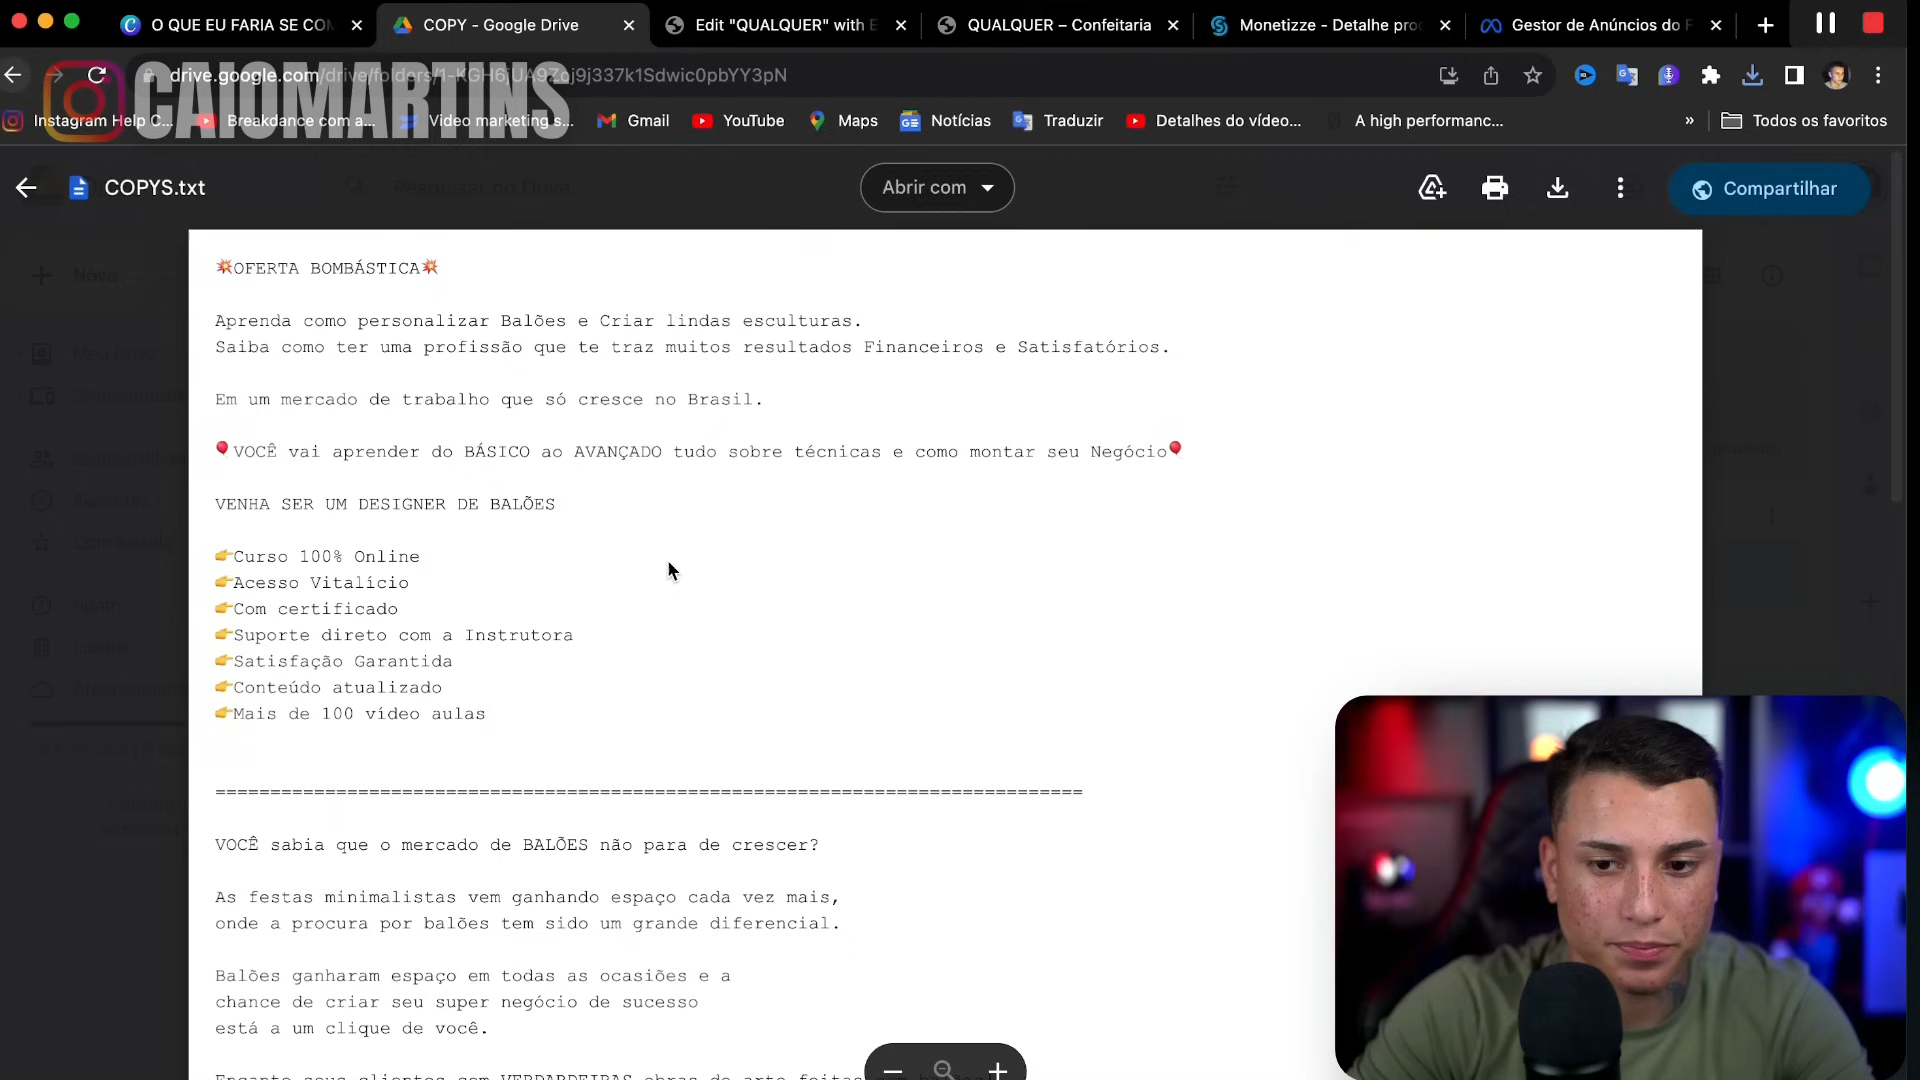 O QUE EU FARIA SE CON
COPY - Google Drive
Edit "QUALQUER" with E
QUALQUER – Confeitaria
Monetizze - Detalhe pro
Gestor de Anúncios do F
drive.google.com/drive/folders/
CAIOMARTINS
Instagram Help C...
Breakdance com a...
Video marketing s...
Gmail
YouTube
Maps
Notícias
Traduzir
Detalhes do vídeo...
A high performanc...
»
Todos os favoritos
COPYS.txt
Abrir com
Compartilhar
💥OFERTA BOMBÁSTICA💥
Aprenda como personalizar Balões e Criar lindas esculturas.
Saiba como ter uma profissão que te traz muitos resultados Financeiros e Satisfatórios.
Em um mercado de trabalho que só cresce no Brasil.
🎈VOCÊ vai aprender do BÁSICO ao AVANÇADO tudo sobre técnicas e como montar seu Negócio🎈
VENHA SER UM DESIGNER DE BALÕES
👉Curso 100% Online
👉Acesso Vitalício
👉Com certificado
👉Suporte direto com a Instrutora
👉Satisfação Garantida
👉Conteúdo atualizado
👉Mais de 100 vídeo aulas
===============================================================================
VOCÊ sabia que o mercado de BALÕES não para de crescer?
As festas minimalistas vem ganhando espaço cada vez mais,
onde a procura por balões tem sido um grande diferencial.
Balões ganharam espaço em todas as ocasiões e a
chance de criar seu super negócio de sucesso
está a um clique de você.